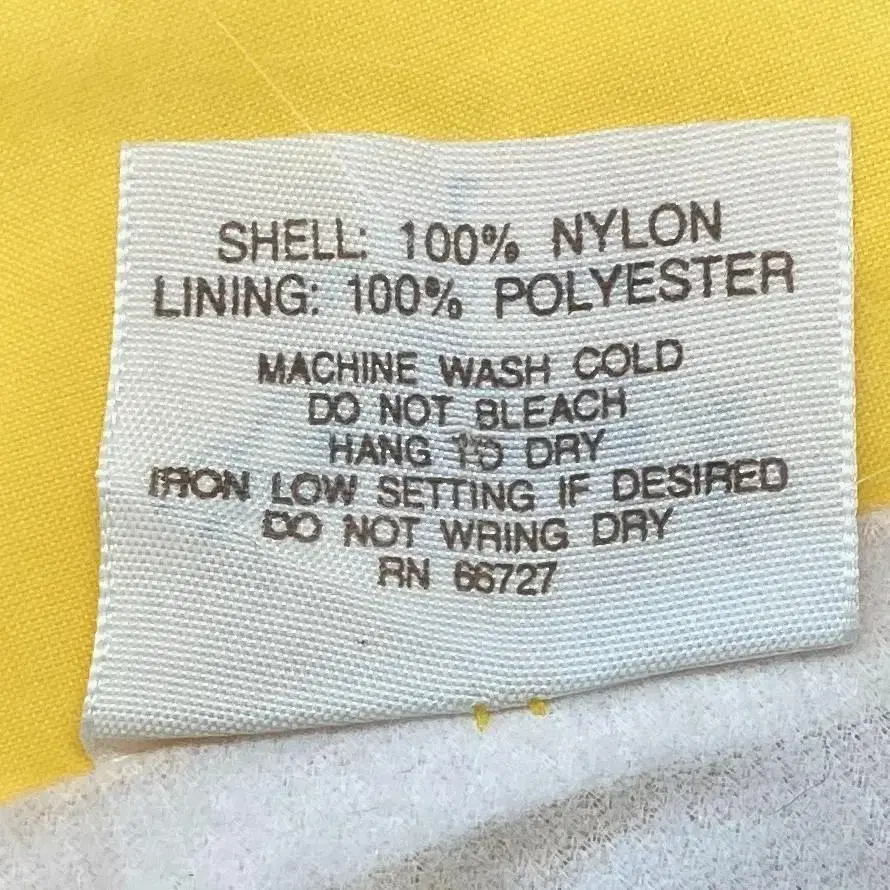 SHELL: 100% NYLON
LINING: 100% POLYESTER
MACHINE WASH COLD
DO NOT BLEACH
HANG TO DRY
IRON LOW SETTING IF DESIRED
DO NOT WRING DRY
RN 66727